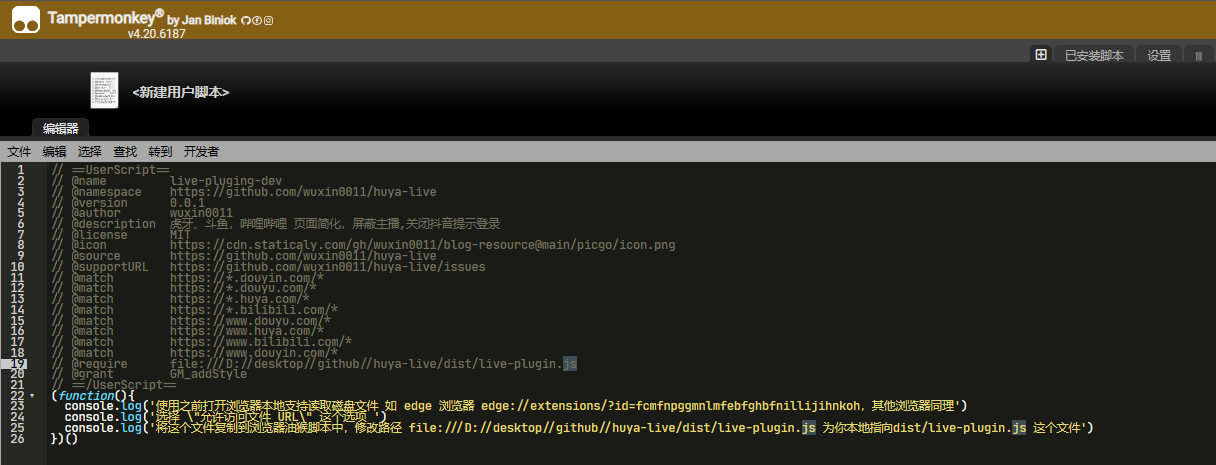 Tampermonkey® by Jan Biniok
v4.20.6187
已安装脚本 设置
<新建用户脚本>
编辑器
文件 编辑 选择 查找 转到 开发者
1 // ==UserScript==
2 // @name live-pluging-dev
3 // @namespace https://github.com/wuxin0011/huya-live
4 // @version 0.0.1
5 // @author wuxin0011
6 // @description 虎牙、斗鱼，哔哩哔哩 页面简化，屏蔽主播,关闭抖音提示登录
7 // @license MIT
8 // @icon https://cdn.staticaly.com/gh/wuxin0011/blog-resource@main/picgo/icon.png
9 // @source https://github.com/wuxin0011/huya-live
10 // @supportURL https://github.com/wuxin0011/huya-live/issues
11 // @match https://*.douyin.com/*
12 // @match https://*.douyu.com/*
13 // @match https://*.huya.com/*
14 // @match https://*.bilibili.com/*
15 // @match https://www.douyu.com/*
16 // @match https://www.huya.com/*
17 // @match https://www.bilibili.com/*
18 // @match https://www.douyin.com/*
19 // @require file:///D://desktop//github//huya-live/dist/live-plugin.js
20 // @grant GM_addStyle
21 // ==/UserScript==
22 (function(){
23 console.log('使用之前打开浏览器本地支持读取磁盘文件 如 edge 浏览器 edge://extensions/?id=fcmfnpggmnlmfebfghbfnillijihnkoh，其他浏览器同理')
24 console.log('选择 \"允许访问文件 URL\" 这个选项 ')
25 console.log('将这个文件复制到浏览器油候脚本中，修改路径 file:///D://desktop//github//huya-live/dist/live-plugin.js 为你本地指向dist/live-plugin.js 这个文件')
26 })()